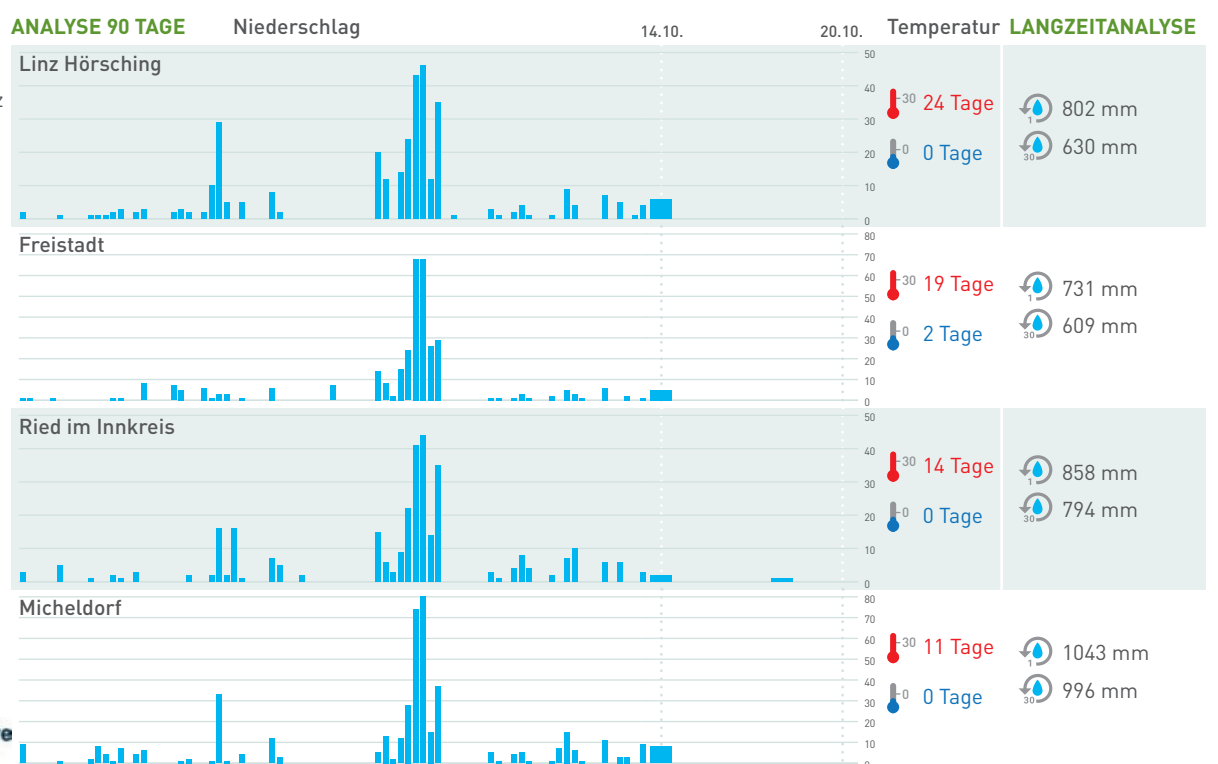 ANALYSE 90 TAGE Niederschlag 14.10. 20.10. Temperatur LANGZEITANALYSE
Linz Hörsching
50
40
30
20
10
0
30 24 Tage
0 0 Tage
1 802 mm
30 630 mm
z
Freistadt
80
70
60
50
40
30
20
10
0
30 19 Tage
0 2 Tage
1 731 mm
30 609 mm
Ried im Innkreis
50
40
30
20
10
0
30 14 Tage
0 0 Tage
1 858 mm
30 794 mm
Micheldorf
80
70
60
50
40
30
20
10
0
30 11 Tage
0 0 Tage
1 1043 mm
30 996 mm
e